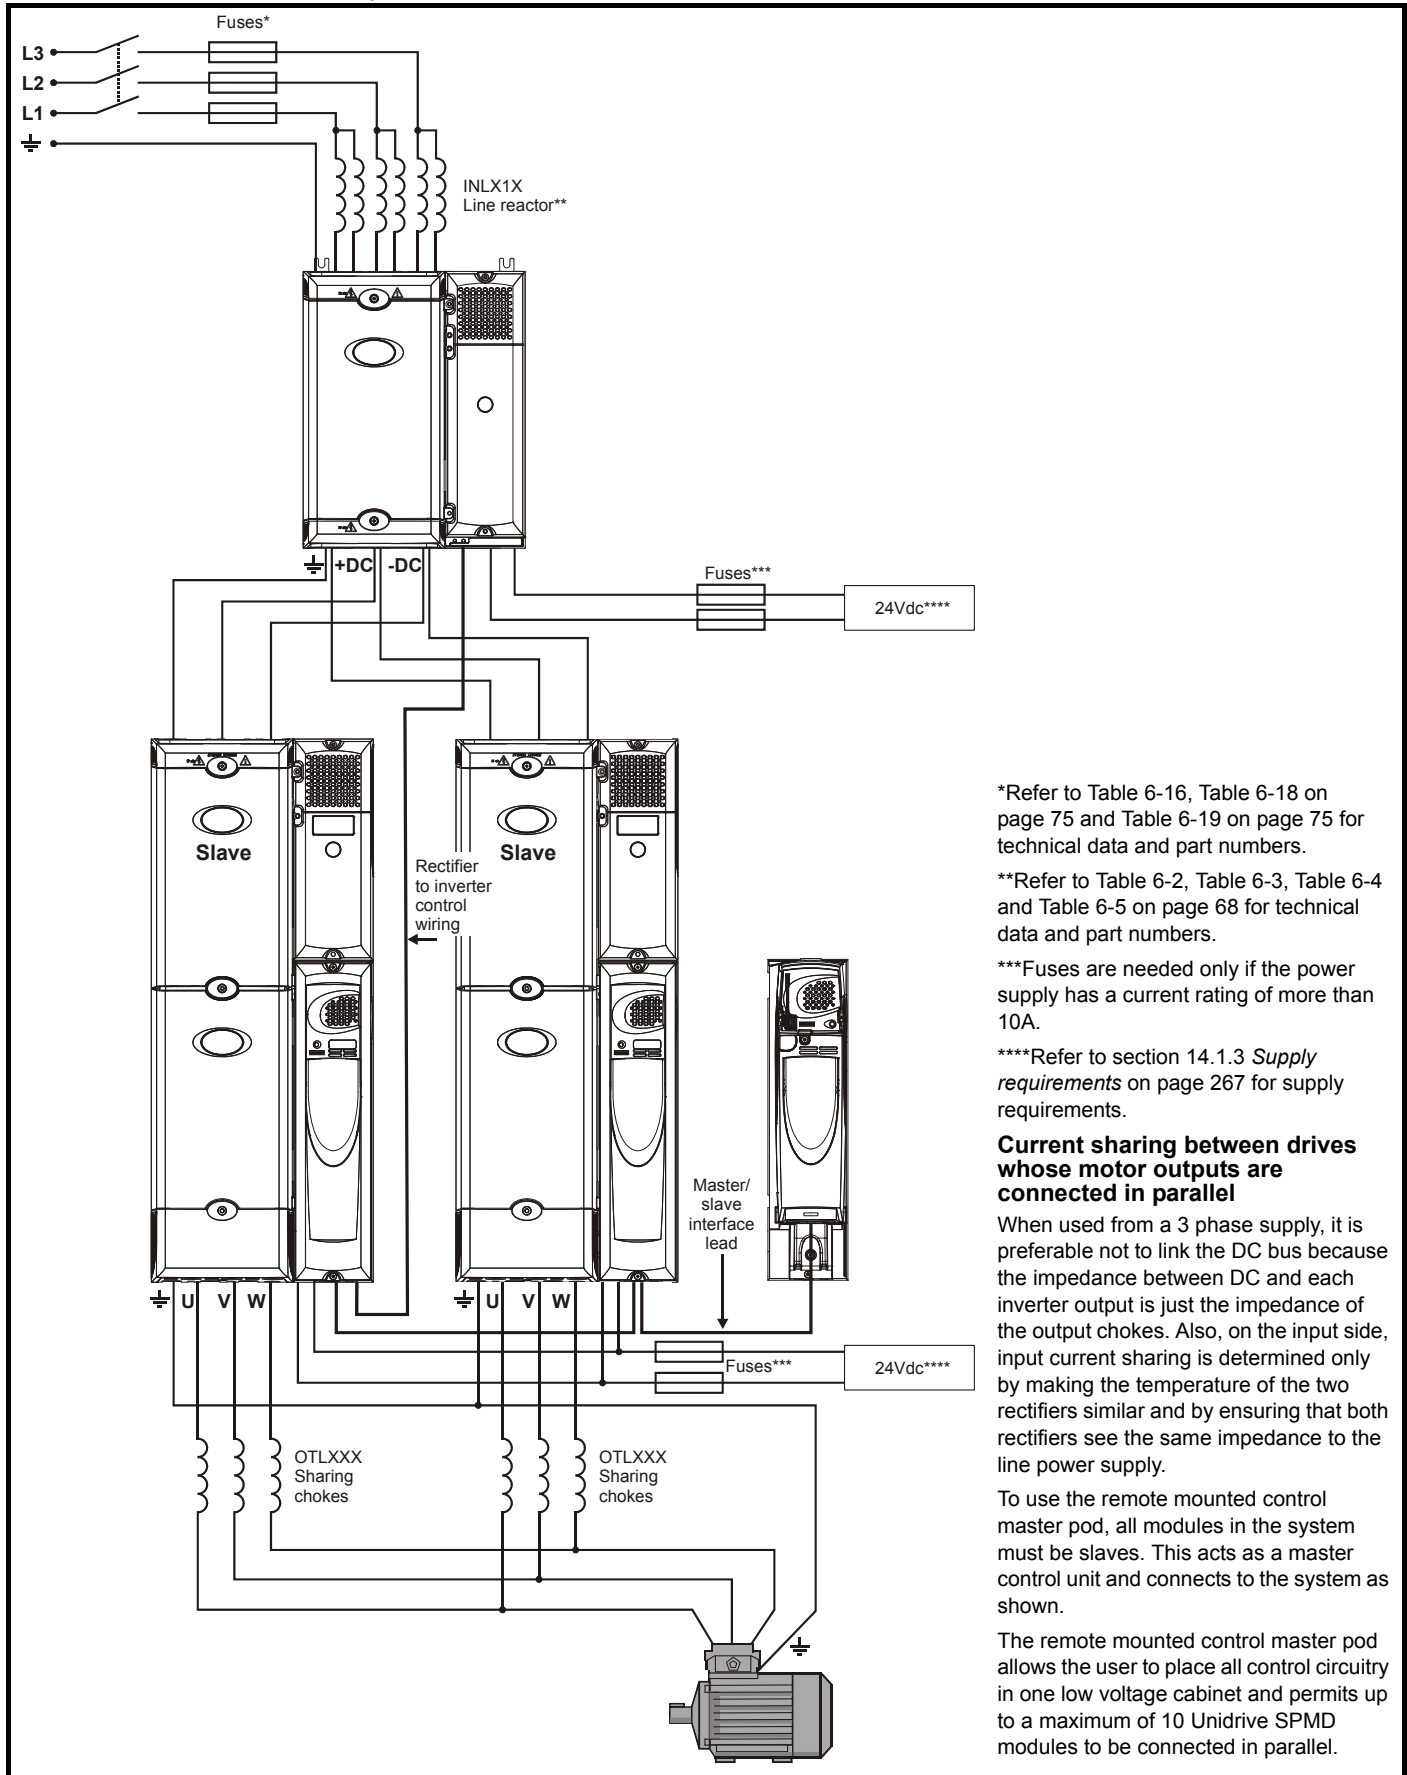 Fuses*
L3
L2
L1
INLX1X
Line reactor**
+DC
-DC
Fuses***
24Vdc****
Slave
Slave
Rectifier
to inverter
control
wiring
Master/
slave
interface
lead
U
V
W
U
V
W
Fuses***
24Vdc****
OTLXXX
Sharing
chokes
OTLXXX
Sharing
chokes
*Refer to Table 6-16, Table 6-18 on
page 75 and Table 6-19 on page 75 for
technical data and part numbers.
**Refer to Table 6-2, Table 6-3, Table 6-4
and Table 6-5 on page 68 for technical
data and part numbers.
***Fuses are needed only if the power
supply has a current rating of more than
10A.
****Refer to section 14.1.3 Supply
requirements on page 267 for supply
requirements.
Current sharing between drives
whose motor outputs are
connected in parallel
When used from a 3 phase supply, it is
preferable not to link the DC bus because
the impedance between DC and each
inverter output is just the impedance of
the output chokes. Also, on the input side,
input current sharing is determined only
by making the temperature of the two
rectifiers similar and by ensuring that both
rectifiers see the same impedance to the
line power supply.
To use the remote mounted control
master pod, all modules in the system
must be slaves. This acts as a master
control unit and connects to the system as
shown.
The remote mounted control master pod
allows the user to place all control circuitry
in one low voltage cabinet and permits up
to a maximum of 10 Unidrive SPMD
modules to be connected in parallel.